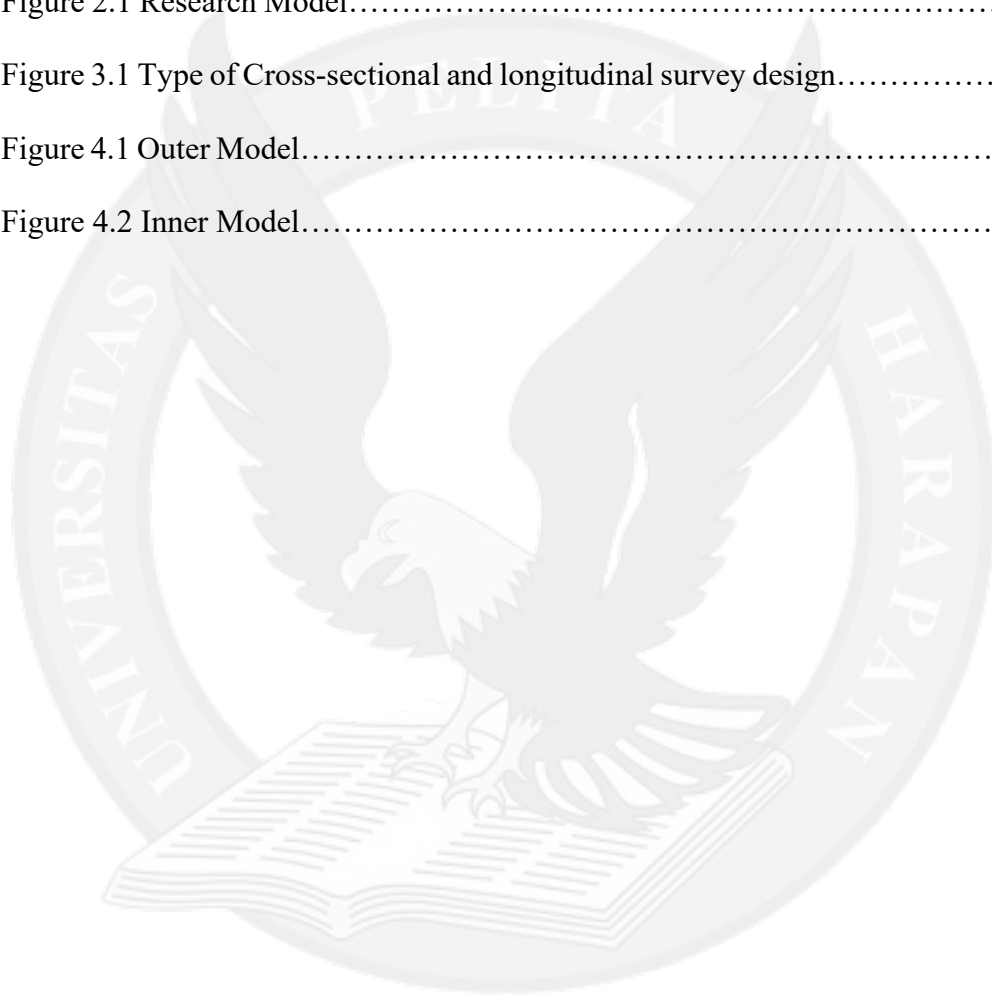 Figure 2.1 Research Model……………………………………………………………
Figure 3.1 Type of Cross-sectional and longitudinal survey design……………
Figure 4.1 Outer Model…………………………………………………………………
Figure 4.2 Inner Model…………………………………………………………………
UNIVERSITAS PELITA HARAPAN